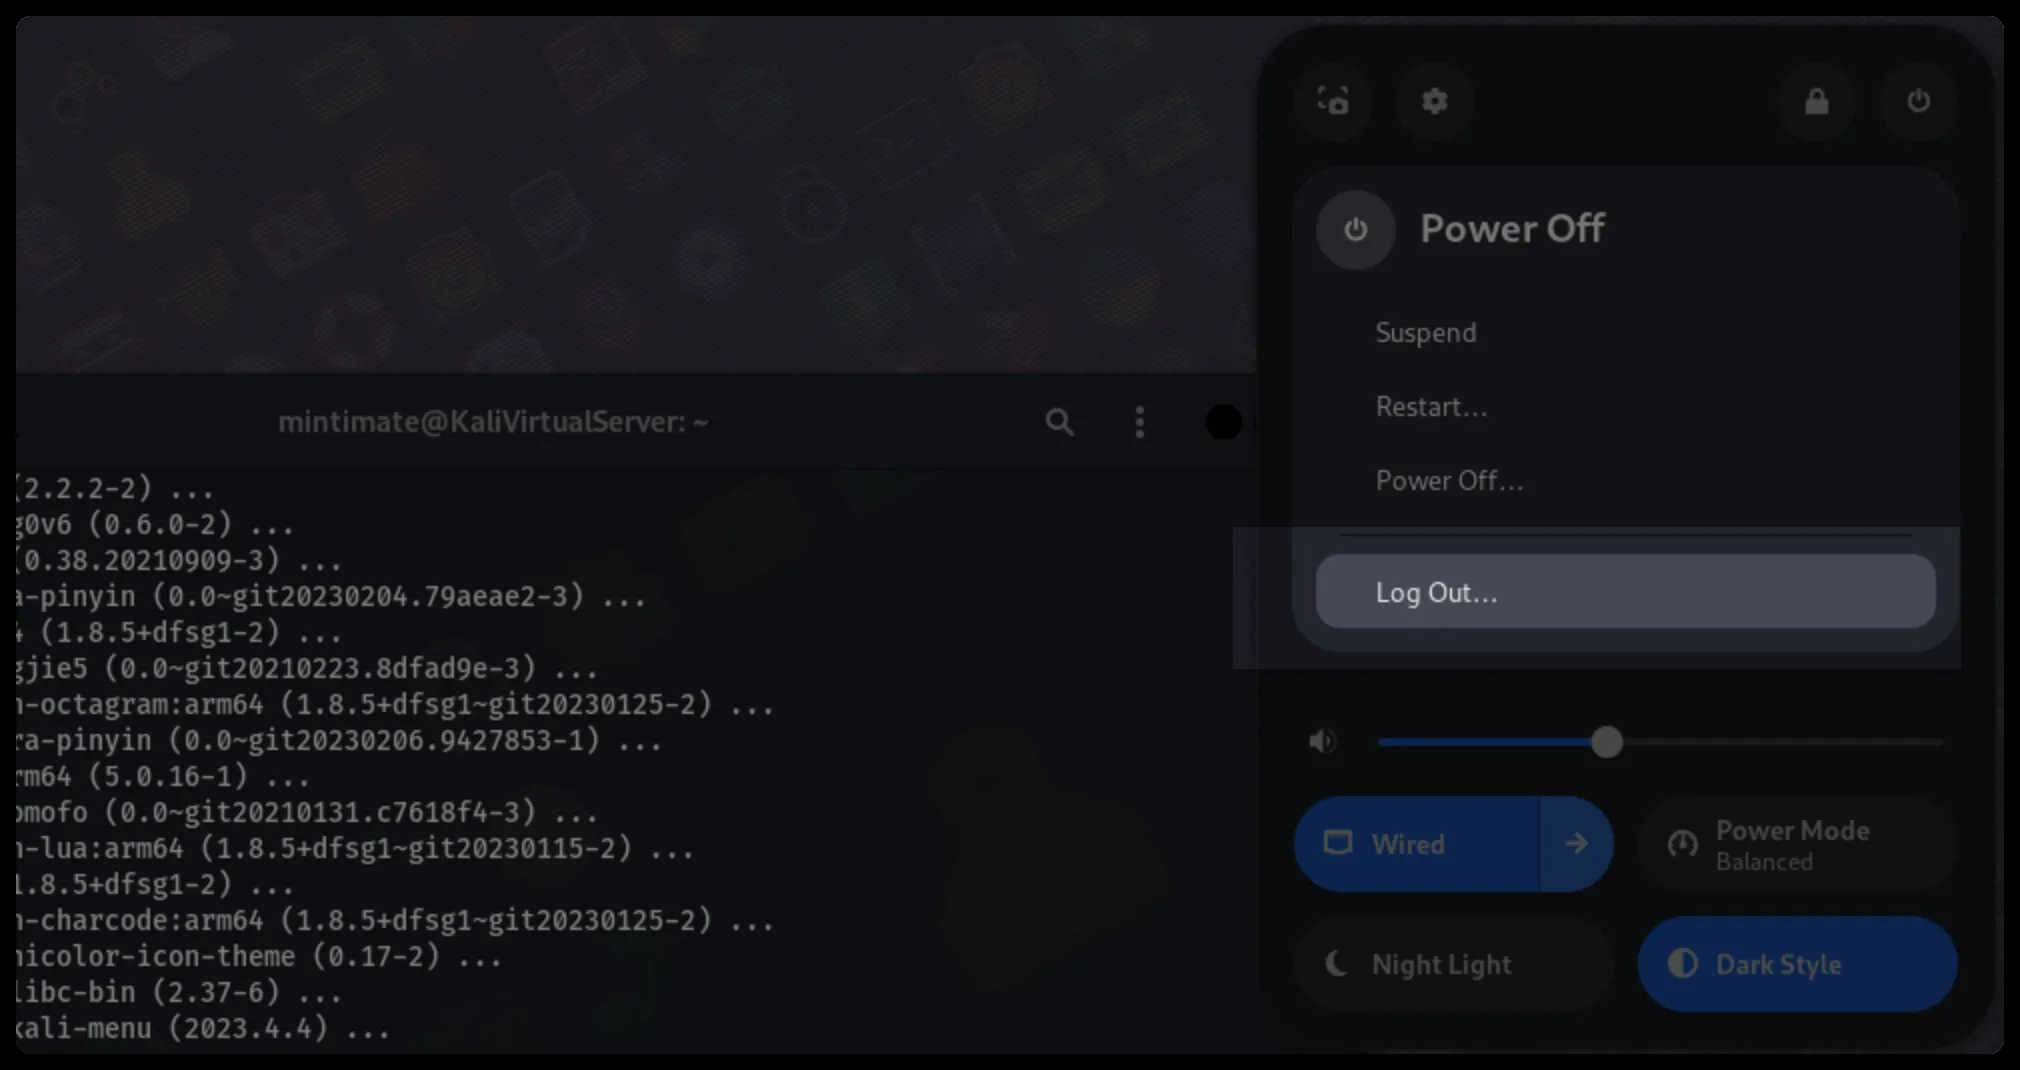 mintimate@KaliVirtualServer: ~
(2.2.2-2) ...
g0v6 (0.6.0-2) ...
(0.38.20210909-3) ...
a-pinyin (0.0~git20230204.79aeae2-3) ...
4 (1.8.5+dfsg1-2) ...
gjie5 (0.0~git20210223.8dfad9e-3) ...
n-octagram:arm64 (1.8.5+dfsg1~git20230125-2) ...
ra-pinyin (0.0~git20230206.9427853-1) ...
rm64 (5.0.16-1) ...
omofo (0.0~git20210131.c7618f4-3) ...
n-lua:arm64 (1.8.5+dfsg1~git20230115-2) ...
1.8.5+dfsg1-2) ...
n-charcode:arm64 (1.8.5+dfsg1~git20230125-2) ...
hicolor-icon-theme (0.17-2) ...
libc-bin (2.37-6) ...
kali-menu (2023.4.4) ...
Power Off
Suspend
Restart...
Power Off...
Log Out...
Wired
Power Mode
Balanced
Night Light
Dark Style